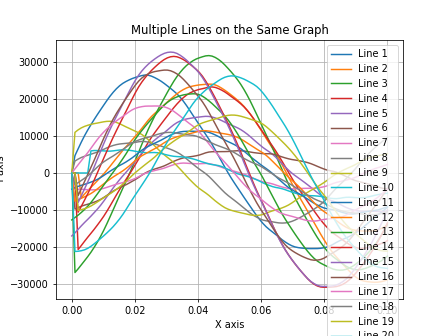 Multiple Lines on the Same Graph
30000
20000
10000
0
−10000
−20000
−30000
0.00
0.02
0.04
0.06
0.08
X axis
Line 1
Line 2
Line 3
Line 4
Line 5
Line 6
Line 7
Line 8
Line 9
Line 10
Line 11
Line 12
Line 13
Line 14
Line 15
Line 16
Line 17
Line 18
Line 19